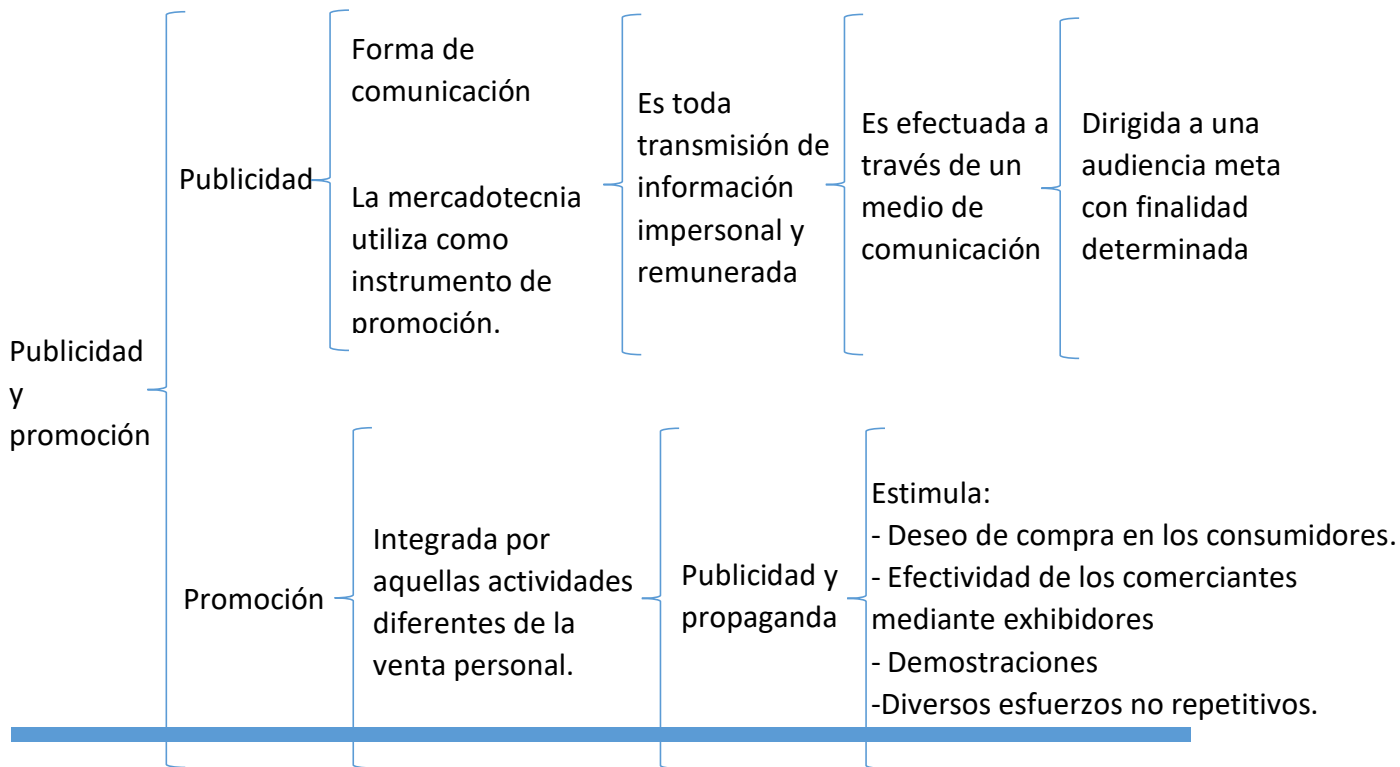 Publicidad
y
promoción
Publicidad
Forma de
comunicación
La mercadotecnia
utiliza como
instrumento de
promoción.
Es toda
transmisión de
información
impersonal y
remunerada
Es efectuada a
través de un
medio de
comunicación
Dirigida a una
audiencia meta
con finalidad
determinada
Promoción
Integrada por
aquellas actividades
diferentes de la
venta personal.
Publicidad y
propaganda
Estimula:
- Deseo de compra en los consumidores.
- Efectividad de los comerciantes
mediante exhibidores
- Demostraciones
-Diversos esfuerzos no repetitivos.